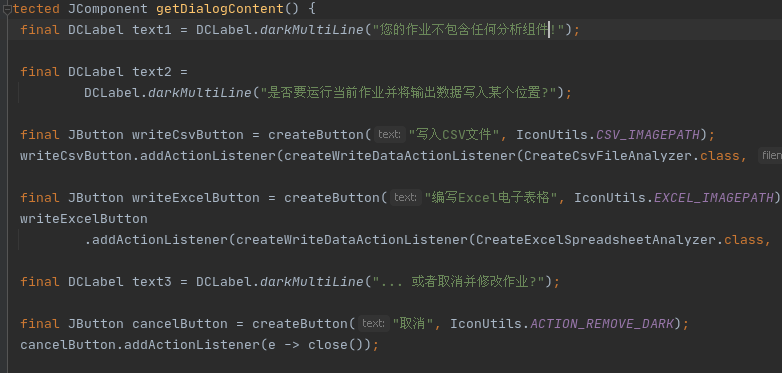 tected JComponent getDialogContent() {
final DCLabel text1 = DCLabel.darkMultiLine("您的作业不包含任何分析组件!");
final DCLabel text2 =
DCLabel.darkMultiLine("是否要运行当前作业并将输出数据写入某个位置?");
final JButton writeCsvButton = createButton( text: "写入CSV文件", IconUtils.CSV_IMAGEPATH);
writeCsvButton.addActionListener(createWriteDataActionListener(CreateCsvFileAnalyzer.class, filen
final JButton writeExcelButton = createButton( text: "编写Excel电子表格", IconUtils.EXCEL_IMAGEPATH)
writeExcelButton
.addActionListener(createWriteDataActionListener(CreateExcelSpreadsheetAnalyzer.class,
final DCLabel text3 = DCLabel.darkMultiLine("... 或者取消并修改作业?");
final JButton cancelButton = createButton( text: "取消", IconUtils.ACTION_REMOVE_DARK);
cancelButton.addActionListener(e -> close());